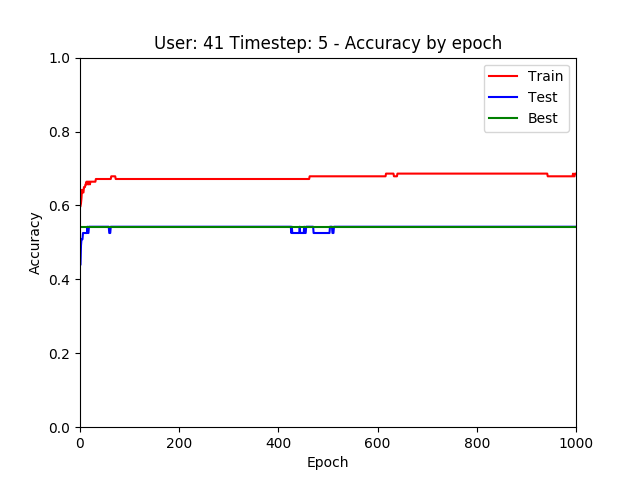 User: 41 Timestep: 5 - Accuracy by epoch
Accuracy
1.0
0.8
0.6
0.4
0.2
0.0
Train
Test
Best
0 200 400 600 800 1000
Epoch